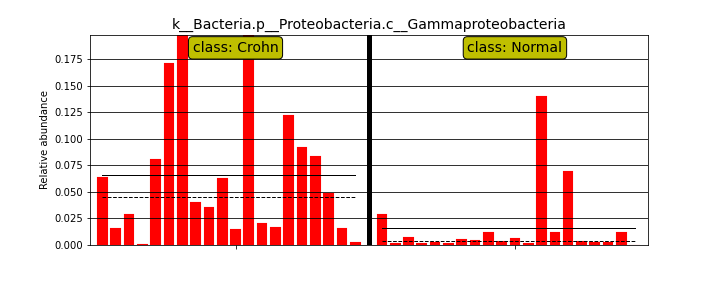 k__Bacteria.p__Proteobacteria.c__Gammaproteobacteria
class: Crohn
class: Normal
0.175
0.150
0.125
0.100
0.075
0.050
0.025
0.000
Relative abundance